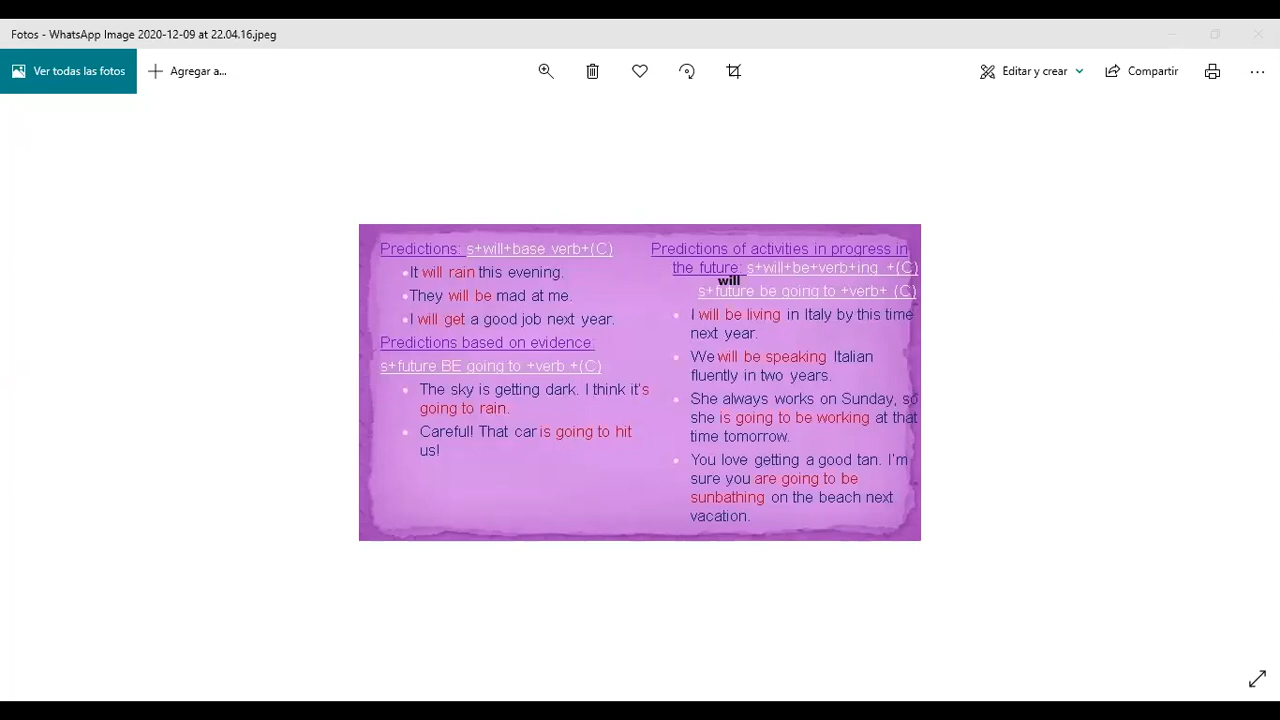 Fotos - WhatsApp Image 2020-12-09 at 22.04.16.jpeg
Ver todas las fotos
Agregar a...
Editar y crear
Compartir
Predictions: s+will+base verb+(C)
•It will rain this evening.
•They will be mad at me.
•I will get a good job next year.
Predictions based on evidence:
s+future BE going to +verb +(C)
• The sky is getting dark. I think it's
going to rain.
• Careful! That car is going to hit
us!
Predictions of activities in progress in
the future: s+will+be+verb+ing +(C)
will
s+future be going to +verb+ (C)
• I will be living in Italy by this time
next year.
• We will be speaking Italian
fluently in two years.
• She always works on Sunday, so
she is going to be working at that
time tomorrow.
• You love getting a good tan. I'm
sure you are going to be
sunbathing on the beach next
vacation.